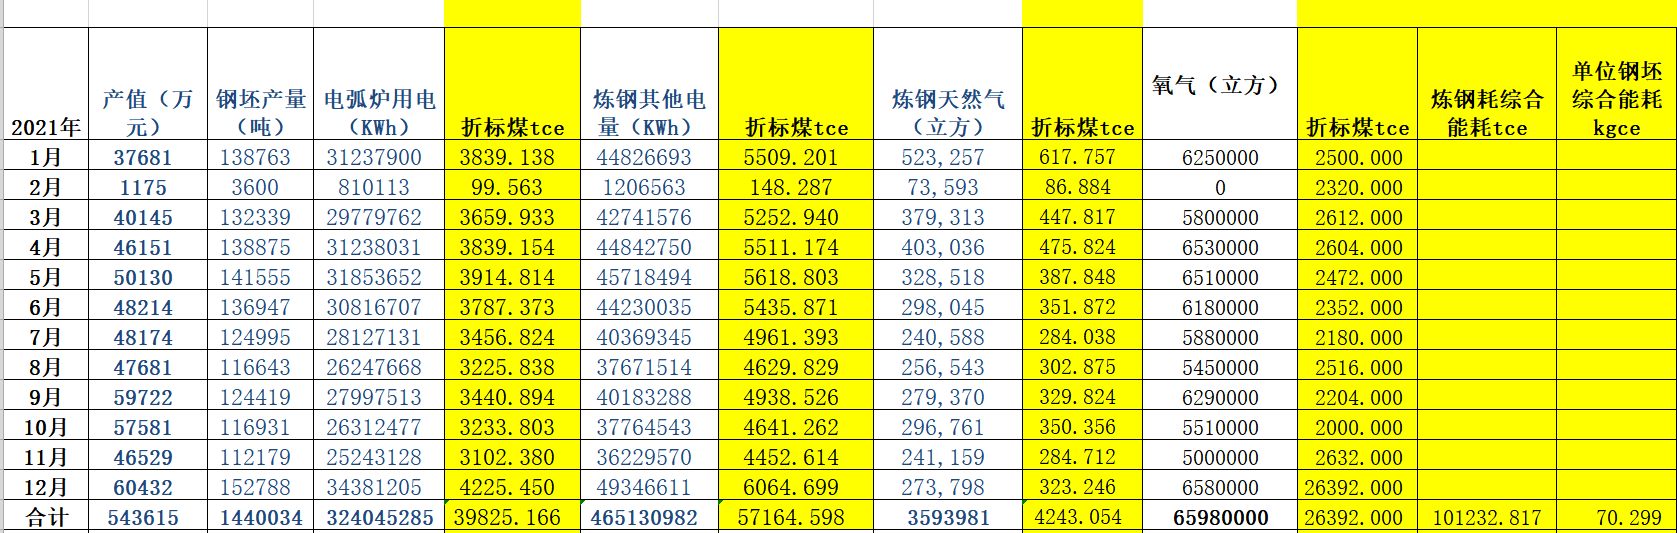 2021年 产值（万元） 钢坯产量（吨） 电弧炉用电（KWh） 折标煤tce 炼钢其他电量（KWh） 折标煤tce 炼钢天然气（立方） 折标煤tce 氧气（立方） 折标煤tce 炼钢耗综合能耗tce 单位钢坯综合能耗kgce
1月 37681 138763 31237900 3839.138 44826693 5509.201 523,257 617.757 6250000 2500.000
2月 1175 3600 810113 99.563 1206563 148.287 73,593 86.884 0 2320.000
3月 40145 132339 29779762 3659.933 42741576 5252.940 379,313 447.817 5800000 2612.000
4月 46151 138875 31238031 3839.154 44842750 5511.174 403,036 475.824 6530000 2604.000
5月 50130 141555 31853652 3914.814 45718494 5618.803 328,518 387.848 6510000 2472.000
6月 48214 136947 30816707 3787.373 44230035 5435.871 298,045 351.872 6180000 2352.000
7月 48174 124995 28127131 3456.824 40369345 4961.393 240,588 284.038 5880000 2180.000
8月 47681 116643 26247668 3225.838 37671514 4629.829 256,543 302.875 5450000 2516.000
9月 59722 124419 27997513 3440.894 40183288 4938.526 279,370 329.824 6290000 2204.000
10月 57581 116931 26312477 3233.803 37764543 4641.262 296,761 350.356 5510000 2000.000
11月 46529 112179 25243128 3102.380 36229570 4452.614 241,159 284.712 5000000 2632.000
12月 60432 152788 34381205 4225.450 49346611 6064.699 273,798 323.246 6580000 26392.000
合计 543615 1440034 324045285 39825.166 465130982 57164.598 3593981 4243.054 65980000 26392.000 101232.817 70.299